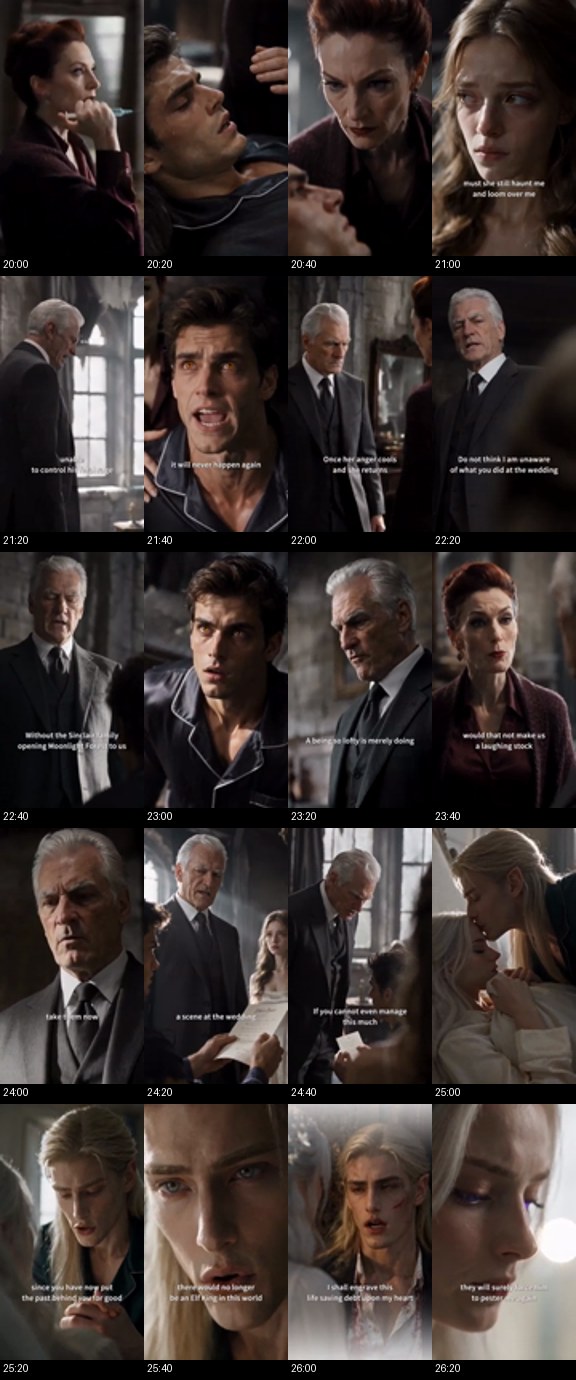 must she still haunt me
and loom over me
20:00
20:20
20:40
21:00
to control his
it will never happen again
Once her anger cools
and she returns
Do not think I am unaware
of what you did at the wedding
21:20
21:40
22:00
22:20
Without the Sinclair family
opening Moonlight Forest to us
A being so lofty is merely doing
would that not make us
a laughing stock
22:40
23:00
23:20
23:40
take them now
a scene at the wedding
If you cannot even manage
this much
24:00
24:20
24:40
25:00
since you have now put
the past behind you for good
there would no longer
be an Elf King in this world
I shall engrave this
life saving debt upon my heart
they will surely
to pester
25:20
25:40
26:00
26:20